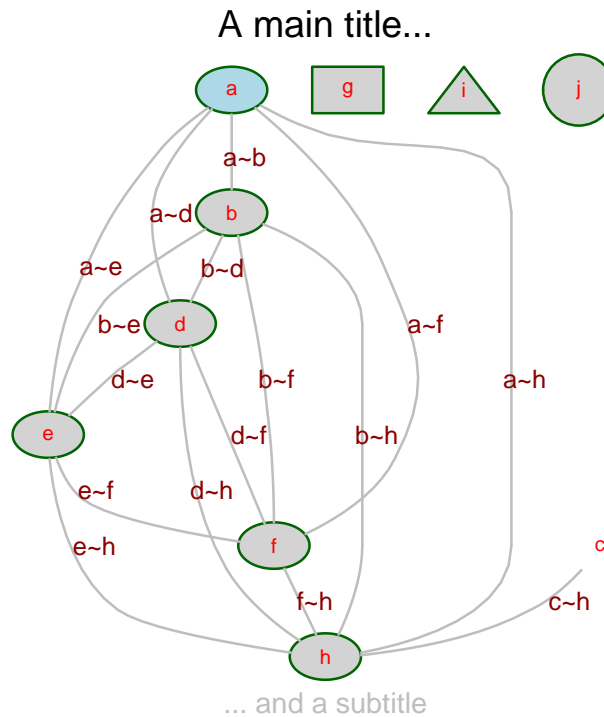 A main title...
a g i j
a~b
a~d b
a~e b~d
b~e d a~f
d~e b~f a~h
e d~f b~h
e~f d~h
e~h f c
f~h c~h
h
... and a subtitle